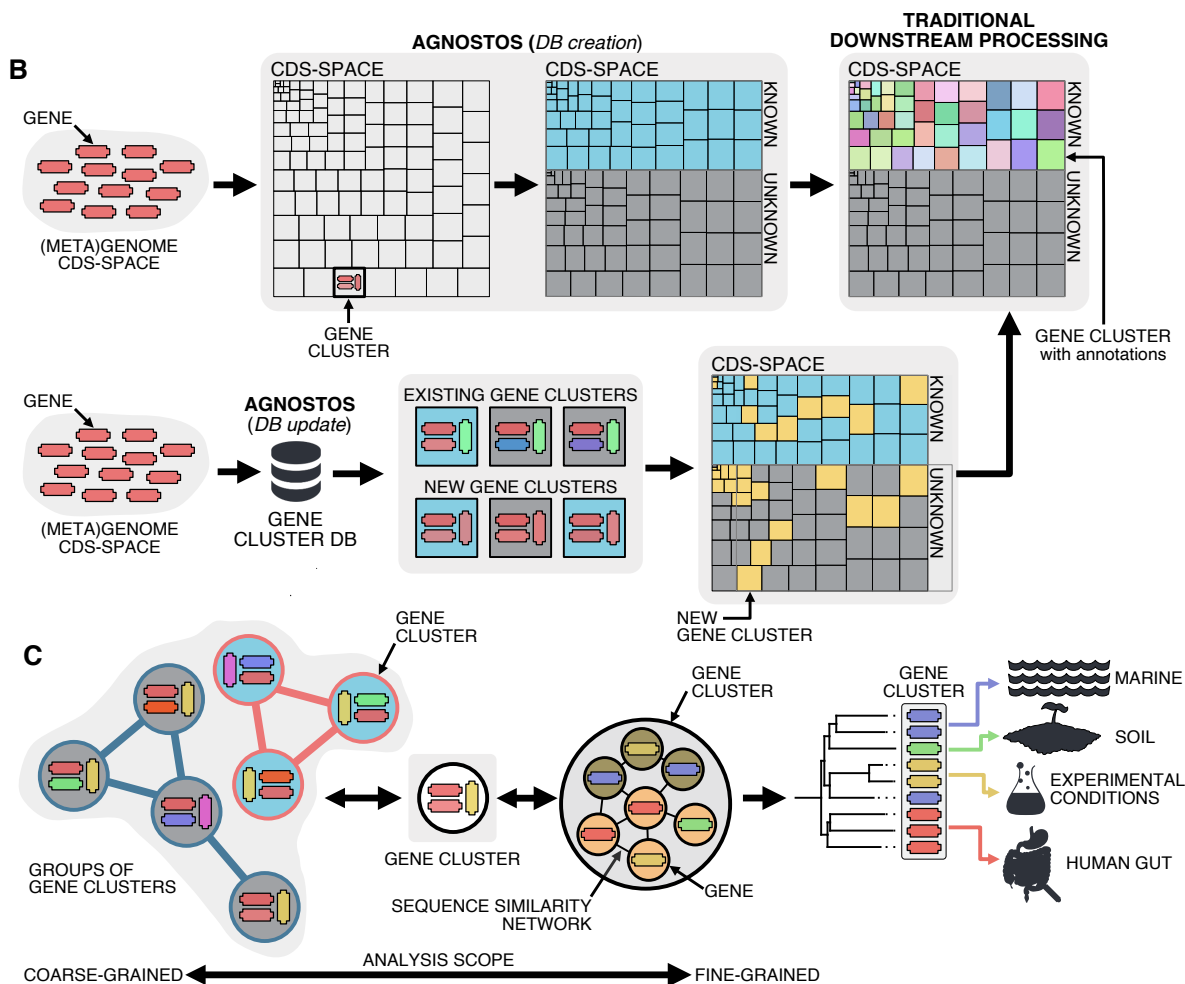 B
AGNOSTOS (DB creation)
TRADITIONAL
DOWNSTREAM PROCESSING
GENE
(META)GENOME
CDS-SPACE
CDS-SPACE
GENE
CLUSTER
CDS-SPACE
KNOWN
UNKNOWN
CDS-SPACE
KNOWN
UNKNOWN
GENE CLUSTER
with annotations
GENE
(META)GENOME
CDS-SPACE
AGNOSTOS
(DB update)
GENE
CLUSTER DB
EXISTING GENE CLUSTERS
NEW GENE CLUSTERS
CDS-SPACE
KNOWN
UNKNOWN
NEW
GENE CLUSTER
C
GENE
CLUSTER
GROUPS OF
GENE CLUSTERS
GENE CLUSTER
GENE
CLUSTER
SEQUENCE SIMILARITY
NETWORK
GENE
GENE
CLUSTER
MARINE
SOIL
EXPERIMENTAL
CONDITIONS
HUMAN GUT
COARSE-GRAINED
ANALYSIS SCOPE
FINE-GRAINED